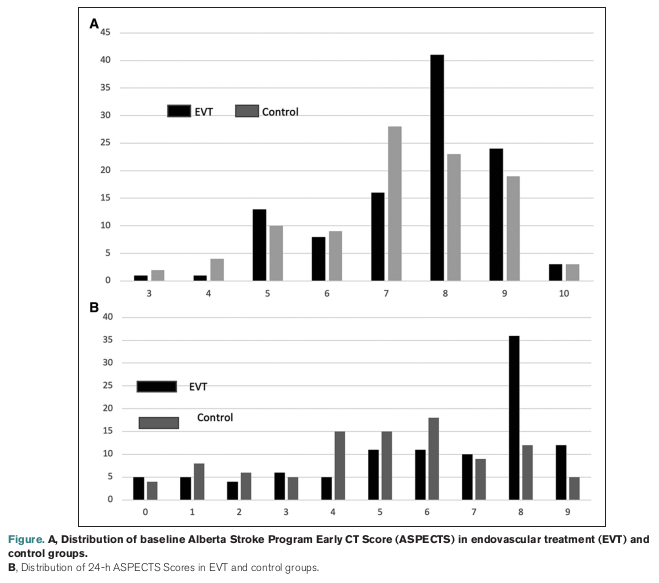 A
45
40
35
30
25
20
15
10
5
0
EVT Control
3 4 5 6 7 8 9 10
B
40
35
30
25
20
15
10
5
0
EVT
Control
0 1 2 3 4 5 6 7 8 9
Figure. A, Distribution of baseline Alberta Stroke Program Early CT Score (ASPECTS) in endovascular treatment (EVT) and
control groups.
B, Distribution of 24-h ASPECTS Scores in EVT and control groups.